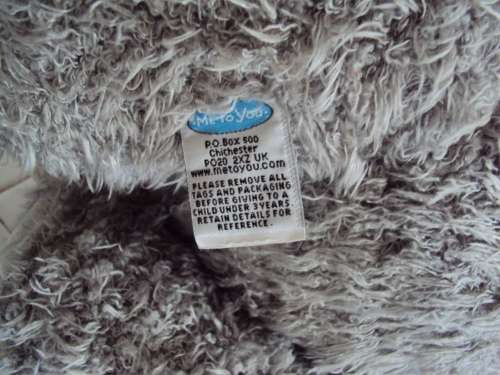 ME TO YOU
P.O.BOX 500
Chichester
PO20 2XZ UK
www.metoyou.com
PLEASE REMOVE ALL
TAGS AND PACKAGING
BEFORE GIVING TO A
CHILD UNDER 3 YEARS.
RETAIN DETAILS FOR
REFERENCE.